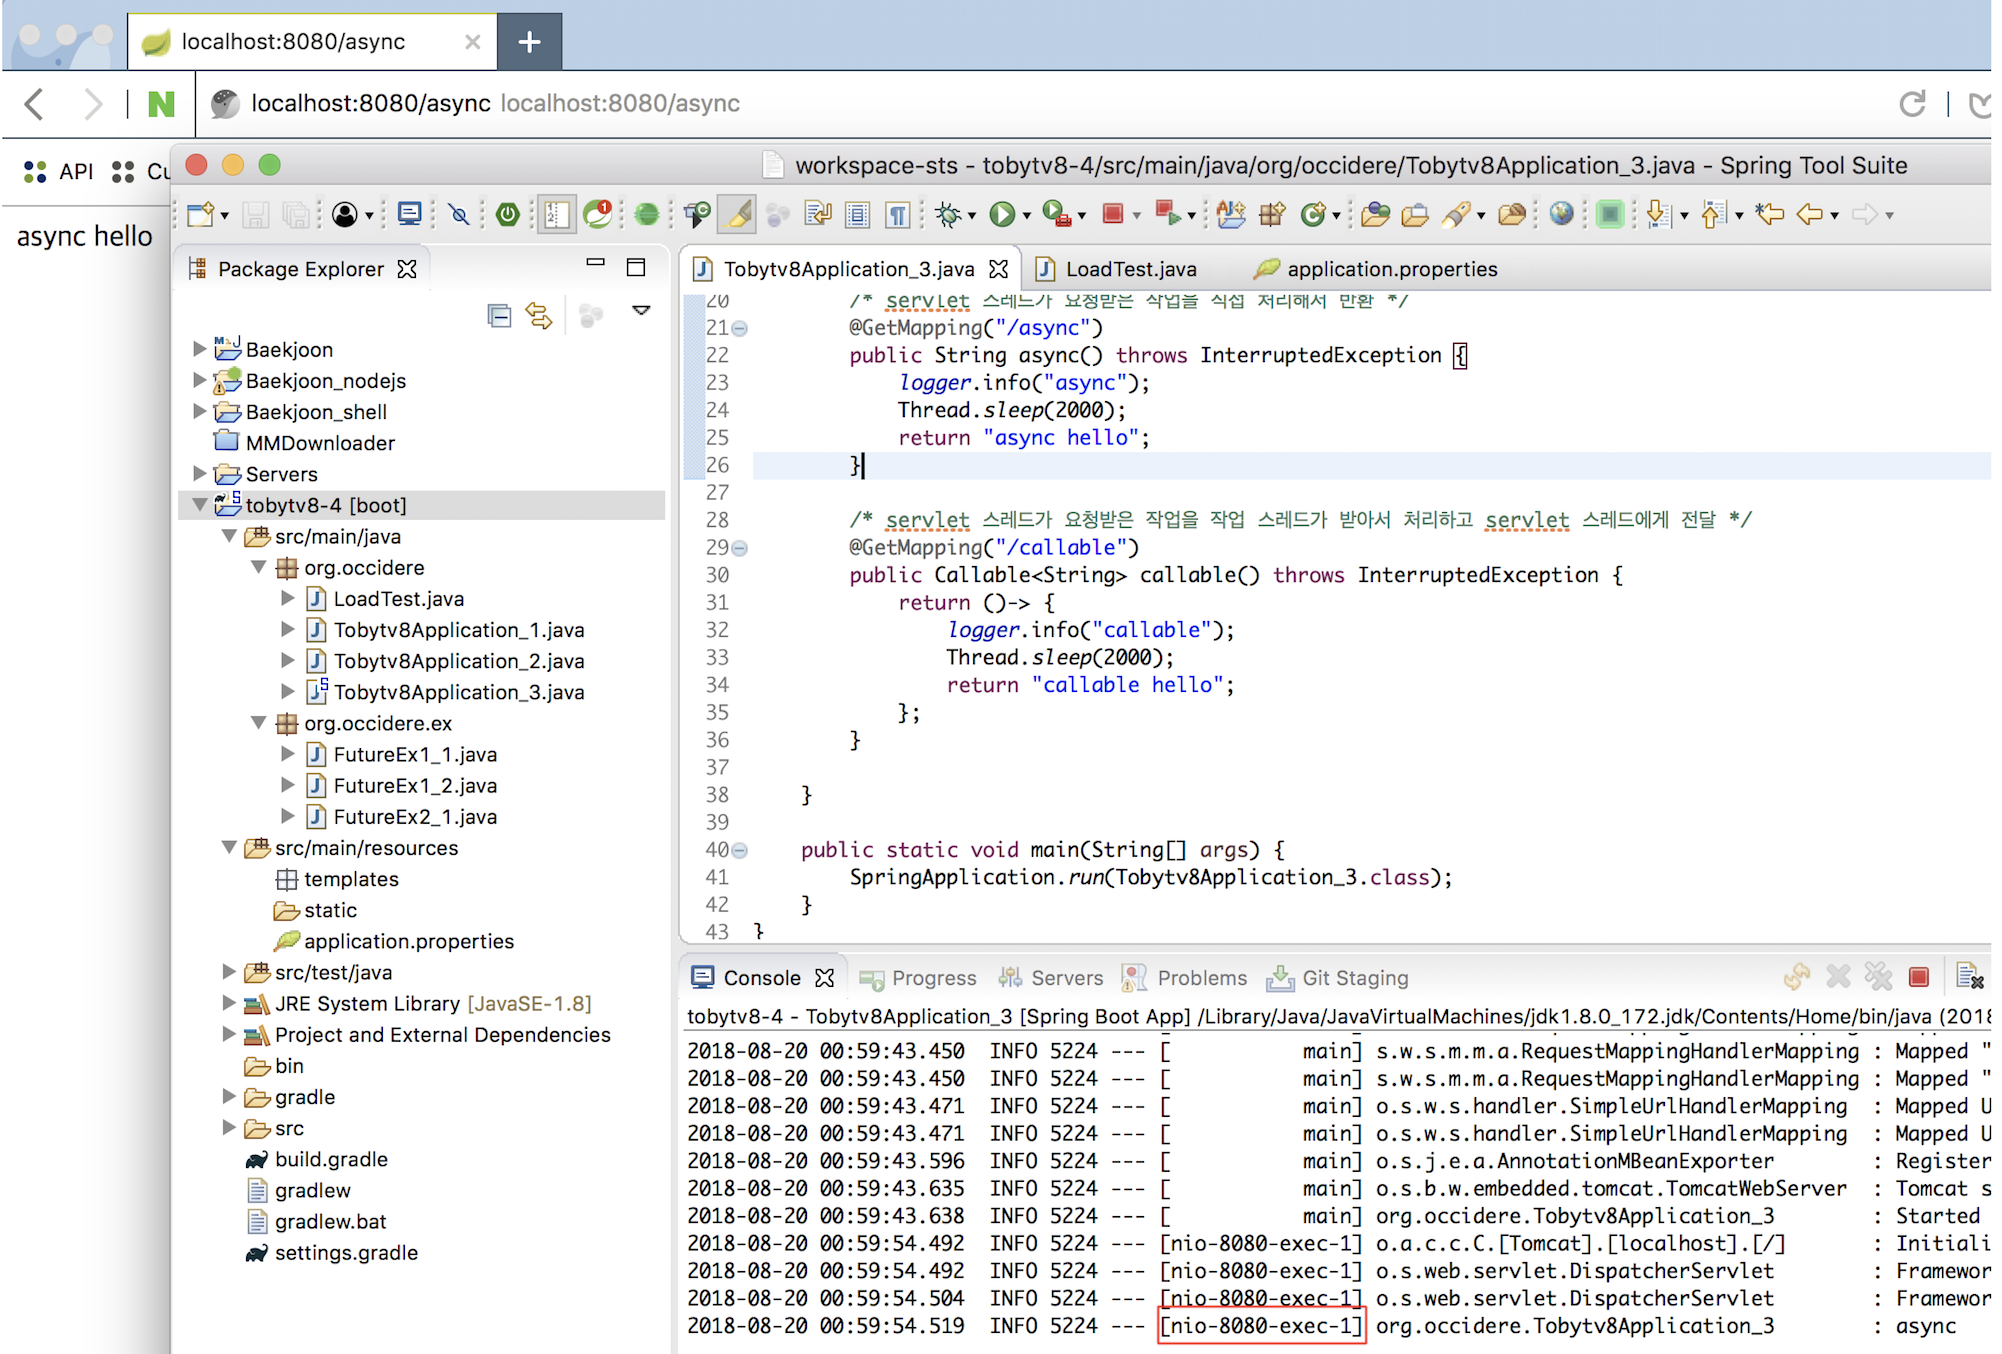 localhost:8080/async
N localhost:8080/async localhost:8080/async
API
async hello
workspace-sts - tobytv8-4/src/main/java/org/occidere/Tobytv8Application_3.java - Spring Tool Suite
Package Explorer
Baekjoon
Baekjoon_nodejs
Baekjoon_shell
MMDownloader
Servers
tobytv8-4 [boot]
src/main/java
org.occidere
LoadTest.java
Tobytv8Application_1.java
Tobytv8Application_2.java
Tobytv8Application_3.java
org.occidere.ex
FutureEx1_1.java
FutureEx1_2.java
FutureEx2_1.java
src/main/resources
templates
static
application.properties
src/test/java
JRE System Library [JavaSE-1.8]
Project and External Dependencies
bin
gradle
src
build.gradle
gradlew
gradlew.bat
settings.gradle
Tobytv8Application_3.java LoadTest.java application.properties
20 /* servlet 스레드가 요청받은 작업을 직접 처리해서 반환 */
21 @GetMapping("/async")
22 public String async() throws InterruptedException {
23 logger.info("async");
24 Thread.sleep(2000);
25 return "async hello";
26 }
27
28 /* servlet 스레드가 요청받은 작업을 작업 스레드가 받아서 처리하고 servlet 스레드에게 전달 */
29 @GetMapping("/callable")
30 public Callable<String> callable() throws InterruptedException {
31 return ()-> {
32 logger.info("callable");
33 Thread.sleep(2000);
34 return "callable hello";
35 };
36 }
37
38 }
39
40 public static void main(String[] args) {
41 SpringApplication.run(Tobytv8Application_3.class);
42 }
43 }
Console Progress Servers Problems Git Staging
tobytv8-4 - Tobytv8Application_3 [Spring Boot App] /Library/Java/JavaVirtualMachines/jdk1.8.0_172.jdk/Contents/Home/bin/java (2018
2018-08-20 00:59:43.450 INFO 5224 --- [ main] s.w.s.m.m.a.RequestMappingHandlerMapping : Mapped "
2018-08-20 00:59:43.450 INFO 5224 --- [ main] s.w.s.m.m.a.RequestMappingHandlerMapping : Mapped "
2018-08-20 00:59:43.471 INFO 5224 --- [ main] o.s.w.s.handler.SimpleUrlHandlerMapping : Mapped U
2018-08-20 00:59:43.471 INFO 5224 --- [ main] o.s.w.s.handler.SimpleUrlHandlerMapping : Mapped U
2018-08-20 00:59:43.596 INFO 5224 --- [ main] o.s.j.e.a.AnnotationMBeanExporter : Register
2018-08-20 00:59:43.635 INFO 5224 --- [ main] o.s.b.w.embedded.tomcat.TomcatWebServer : Tomcat s
2018-08-20 00:59:43.638 INFO 5224 --- [ main] org.occidere.Tobytv8Application_3 : Started
2018-08-20 00:59:54.492 INFO 5224 --- [nio-8080-exec-1] o.a.c.c.C.[Tomcat].[localhost].[/] : Initiali
2018-08-20 00:59:54.492 INFO 5224 --- [nio-8080-exec-1] o.s.web.servlet.DispatcherServlet : Framewor
2018-08-20 00:59:54.504 INFO 5224 --- [nio-8080-exec-1] o.s.web.servlet.DispatcherServlet : Framewor
2018-08-20 00:59:54.519 INFO 5224 --- [nio-8080-exec-1] org.occidere.Tobytv8Application_3 : async